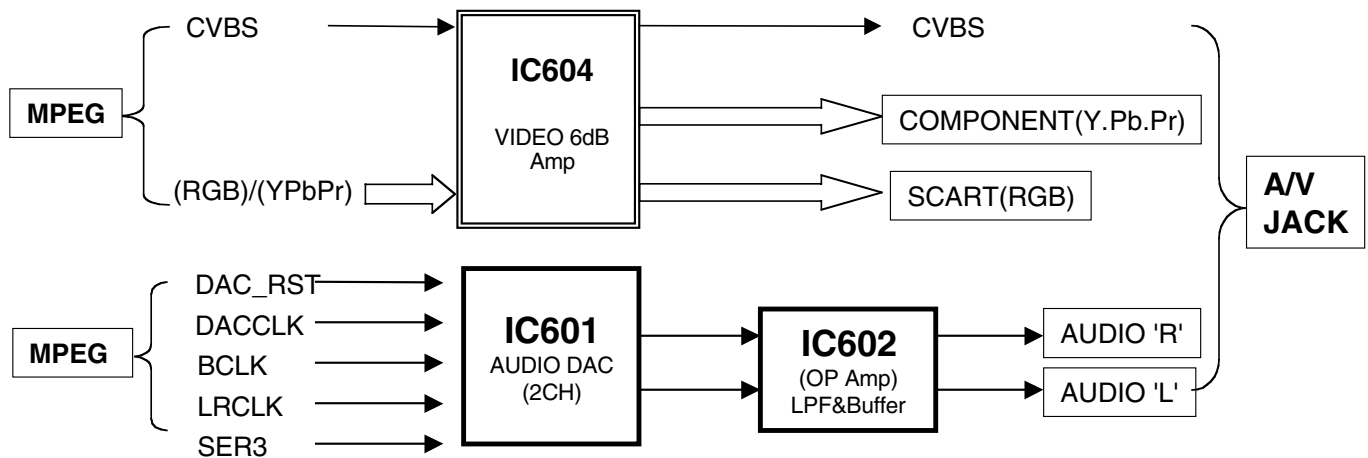 CVBS
MPEG
(RGB)/(YPbPr)
IC604
VIDEO 6dB
Amp
CVBS
COMPONENT(Y.Pb.Pr)
SCART(RGB)
A/V
JACK
MPEG
DAC_RST
DACCLK
BCLK
LRCLK
SER3
IC601
AUDIO DAC
(2CH)
IC602
(OP Amp)
LPF&Buffer
AUDIO 'R'
AUDIO 'L'